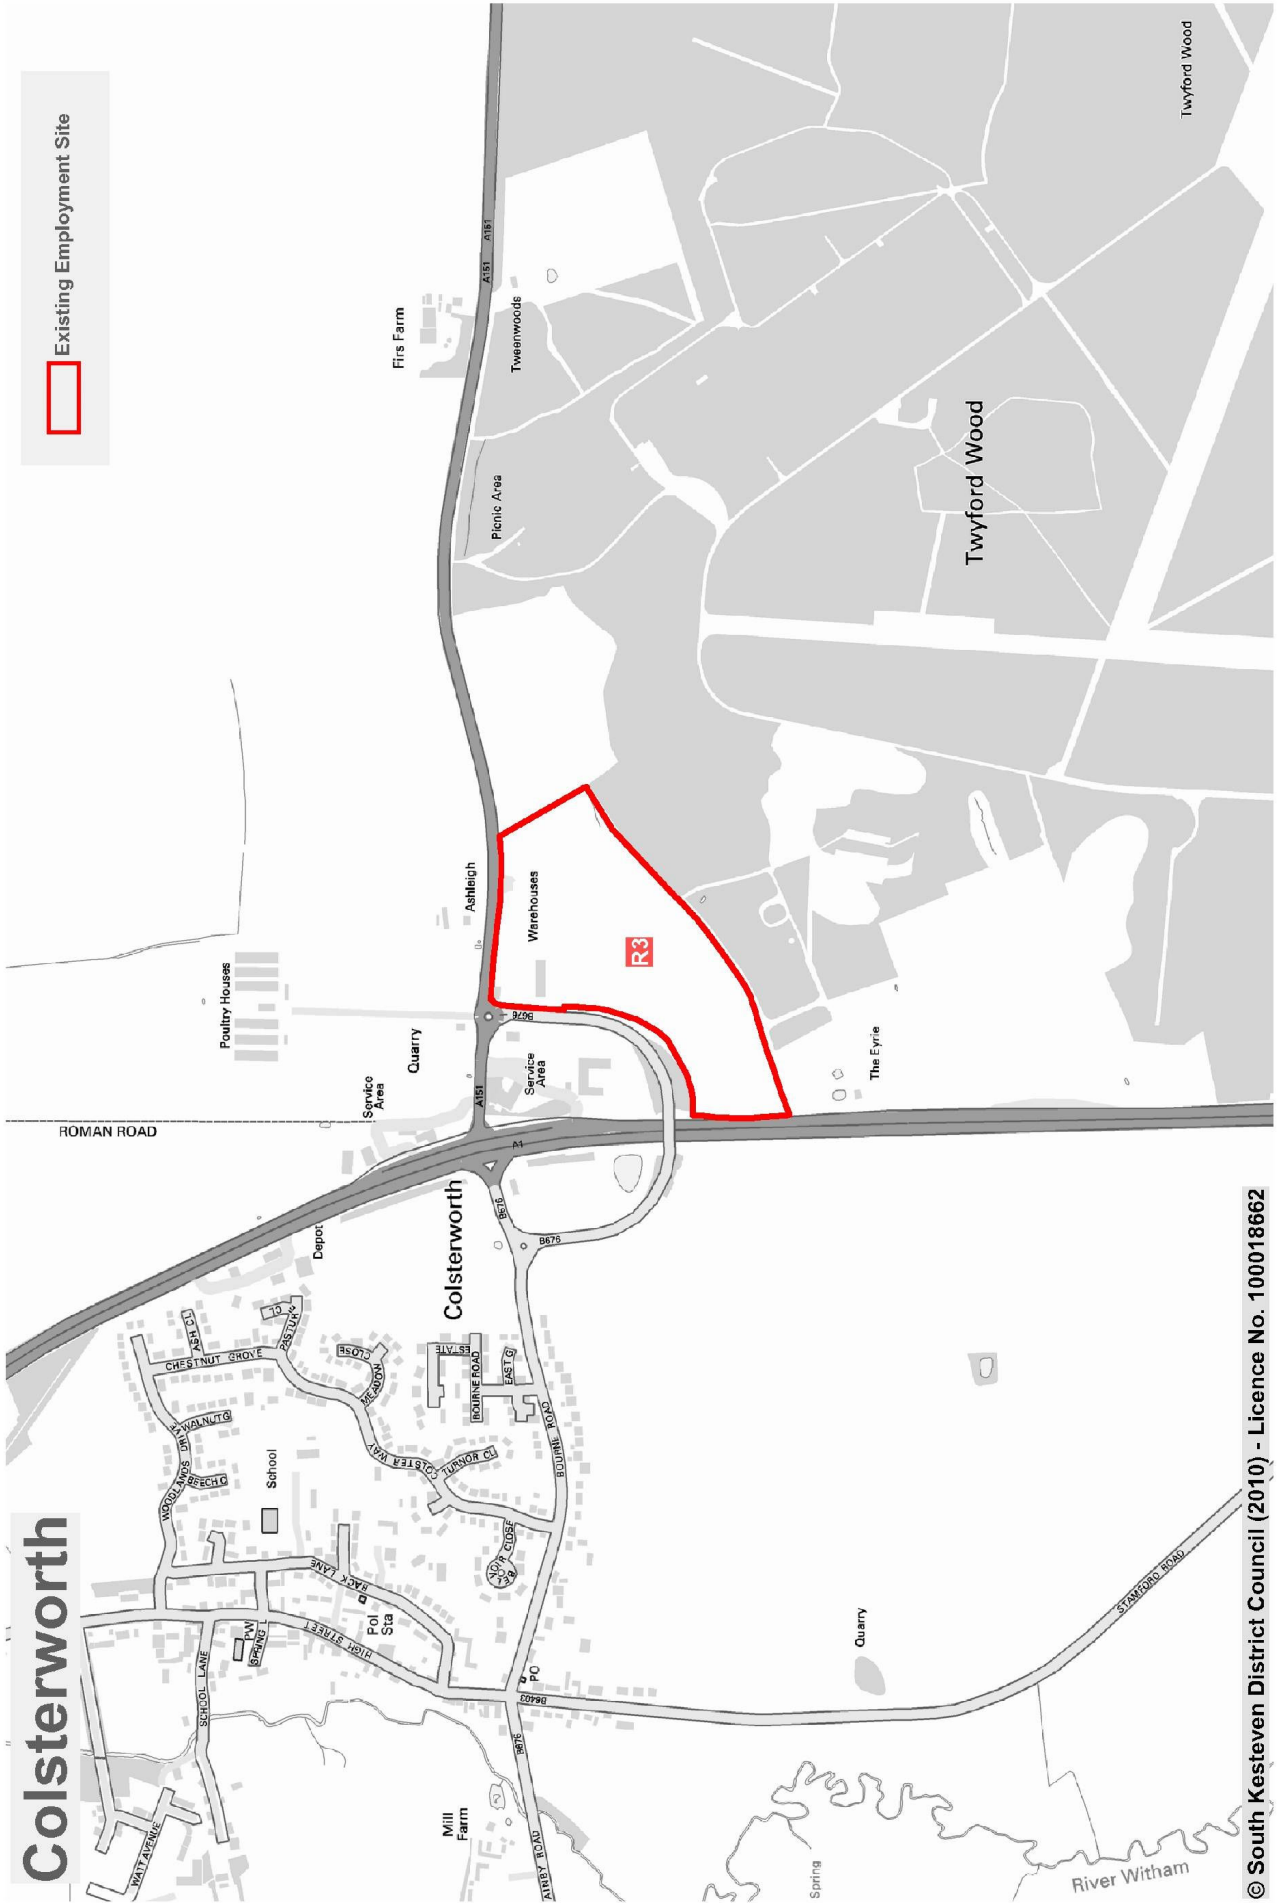 Colsterworth
Existing Employment Site
ROMAN ROAD
Poultry Houses
Quarry
Service
Area
Service
Area
Ashleigh
Warehouses
R3
Firs Farm
A151
A151
A151
Tweenwoods
Picnic Area
Twyford Wood
Twyford Wood
The Eyrie
A1
B676
B676
B676
Colsterworth
Depot
ASH CL
CHESTNUT GROVE
PASTURE
CL
MEADOW
CLOSE
WOODLANDS DRIVE
WALNUT G
BEECH C
School
COLSTER WAY
TURNOR CL
BOURNE ROAD
ESTATE
EAST G
BOURNE ROAD
BELVOIR CLOSE
BACK LANE
Pol
Sta
HIGH STREET
PW
SPRING L
SCHOOL LANE
WATT AVENUE
PO
B6403
B676
AINBY ROAD
Mill
Farm
Quarry
STAMFORD ROAD
Spring
River Witham
© South Kesteven District Council (2010) - Licence No. 100018662